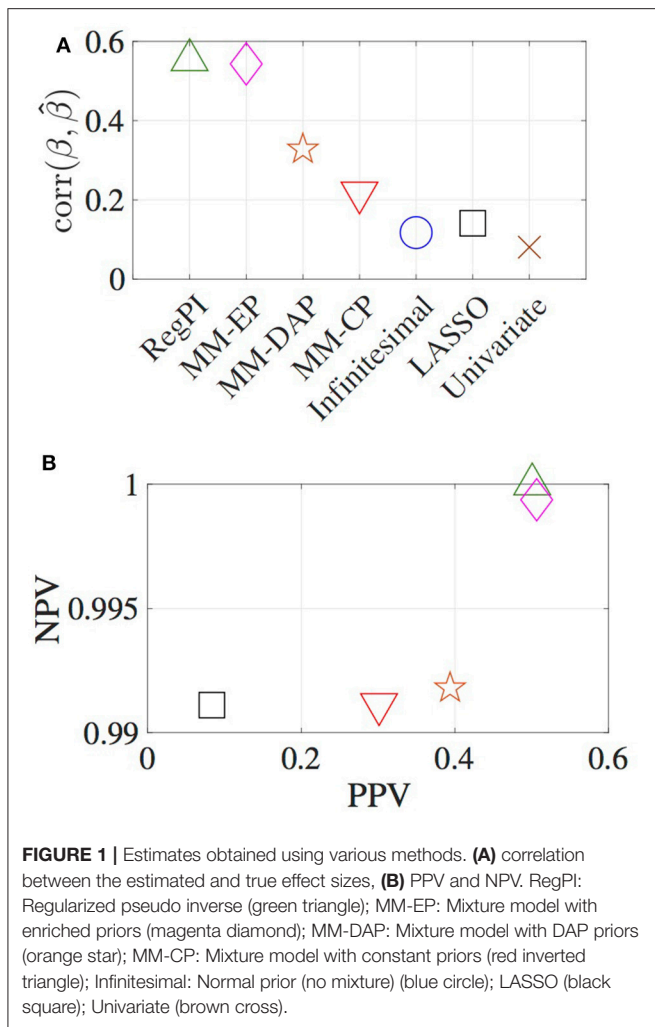 A
0.6
0.4
0.2
0
corr(β, β̂)
RegPI
MM-EP
MM-DAP
MM-CP
Infinitesimal
LASSO
Univariate
B
1
0.995
0.99
NPV
0
0.2
0.4
0.6
PPV
FIGURE 1 | Estimates obtained using various methods. (A) correlation
between the estimated and true effect sizes, (B) PPV and NPV. RegPI:
Regularized pseudo inverse (green triangle); MM-EP: Mixture model with
enriched priors (magenta diamond); MM-DAP: Mixture model with DAP priors
(orange star); MM-CP: Mixture model with constant priors (red inverted
triangle); Infinitesimal: Normal prior (no mixture) (blue circle); LASSO (black
square); Univariate (brown cross).